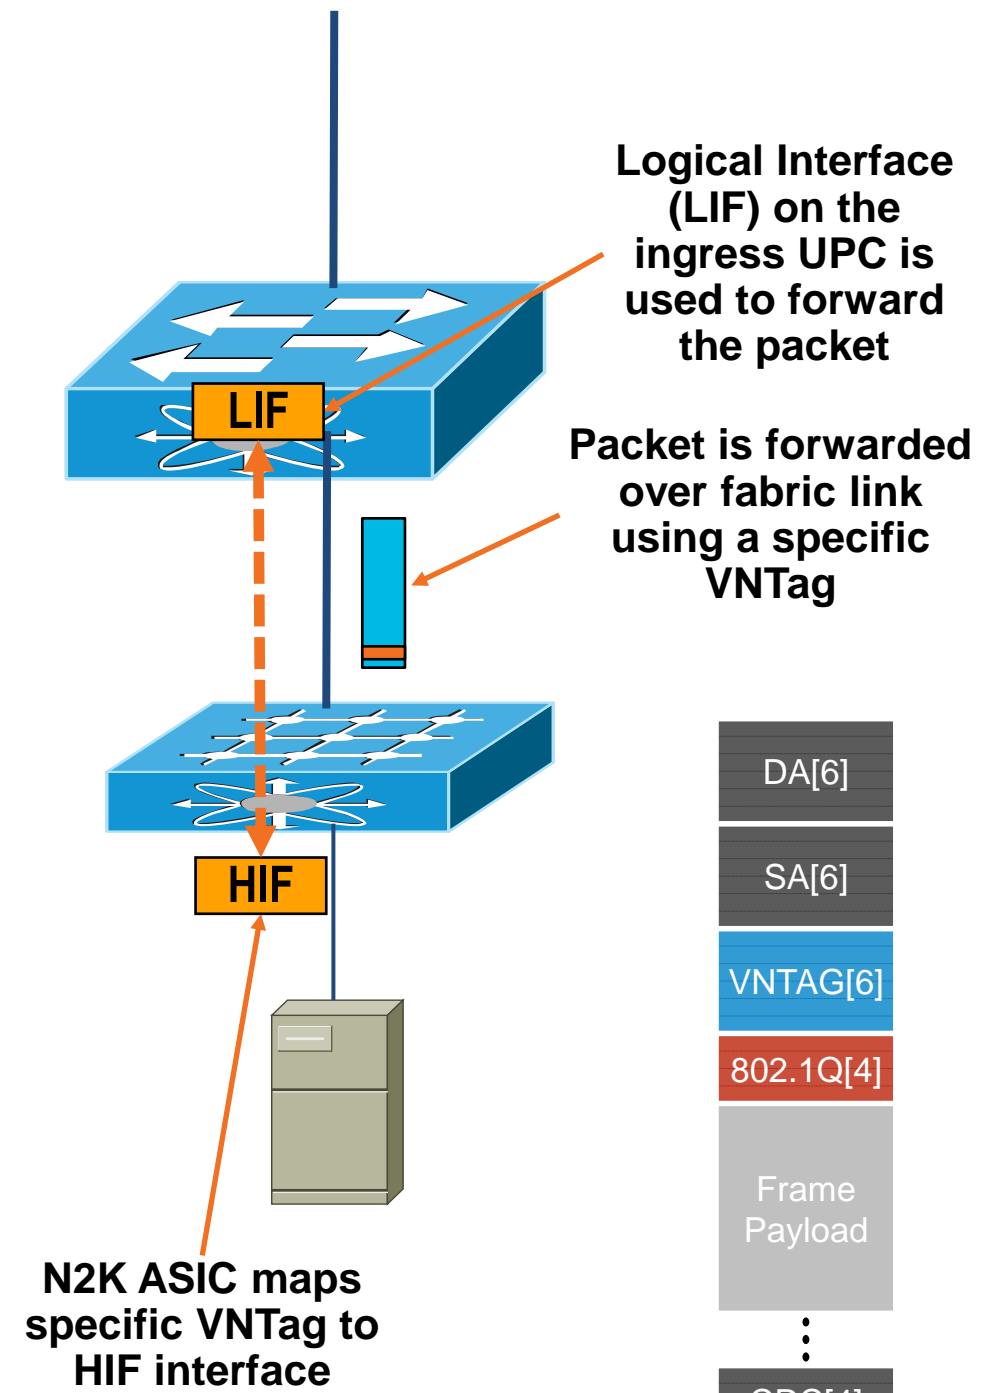 Logical Interface
(LIF) on the
ingress UPC is
used to forward
the packet
LIF
Packet is forwarded
over fabric link
using a specific
VNTag
HIF
N2K ASIC maps
specific VNTag to
HIF interface
DA[6]
SA[6]
VNTAG[6]
802.1Q[4]
Frame
Payload